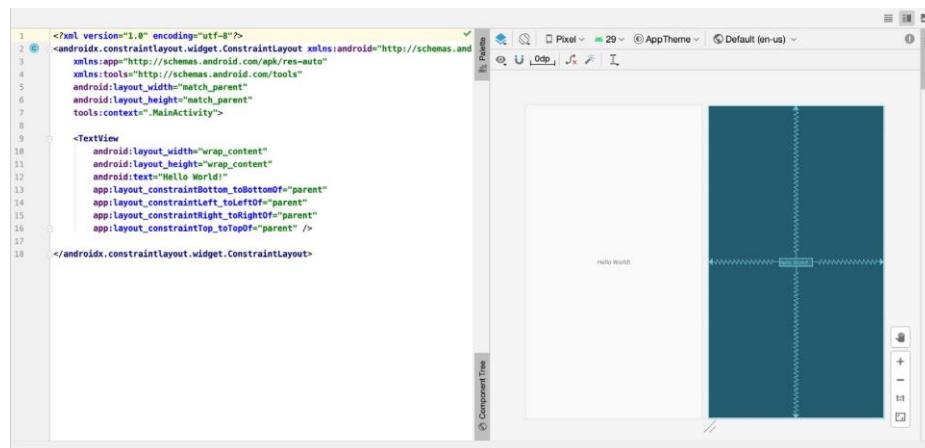 1 <?xml version="1.0" encoding="utf-8"?>
2 <androidx.constraintlayout.widget.ConstraintLayout xmlns:android="http://schemas.and
3 xmlns:app="http://schemas.android.com/apk/res-auto"
4 xmlns:tools="http://schemas.android.com/tools"
5 android:layout_width="match_parent"
6 android:layout_height="match_parent"
7 tools:context=".MainActivity">
8
9 <TextView
10 android:layout_width="wrap_content"
11 android:layout_height="wrap_content"
12 android:text="Hello World!"
13 app:layout_constraintBottom_toBottomOf="parent"
14 app:layout_constraintLeft_toLeftOf="parent"
15 app:layout_constraintRight_toRightOf="parent"
16 app:layout_constraintTop_toTopOf="parent" />
17
18 </androidx.constraintlayout.widget.ConstraintLayout>
Palette
Component Tree
Pixel 29 AppTheme Default (en-us)
0dp
Hello World!
1:1